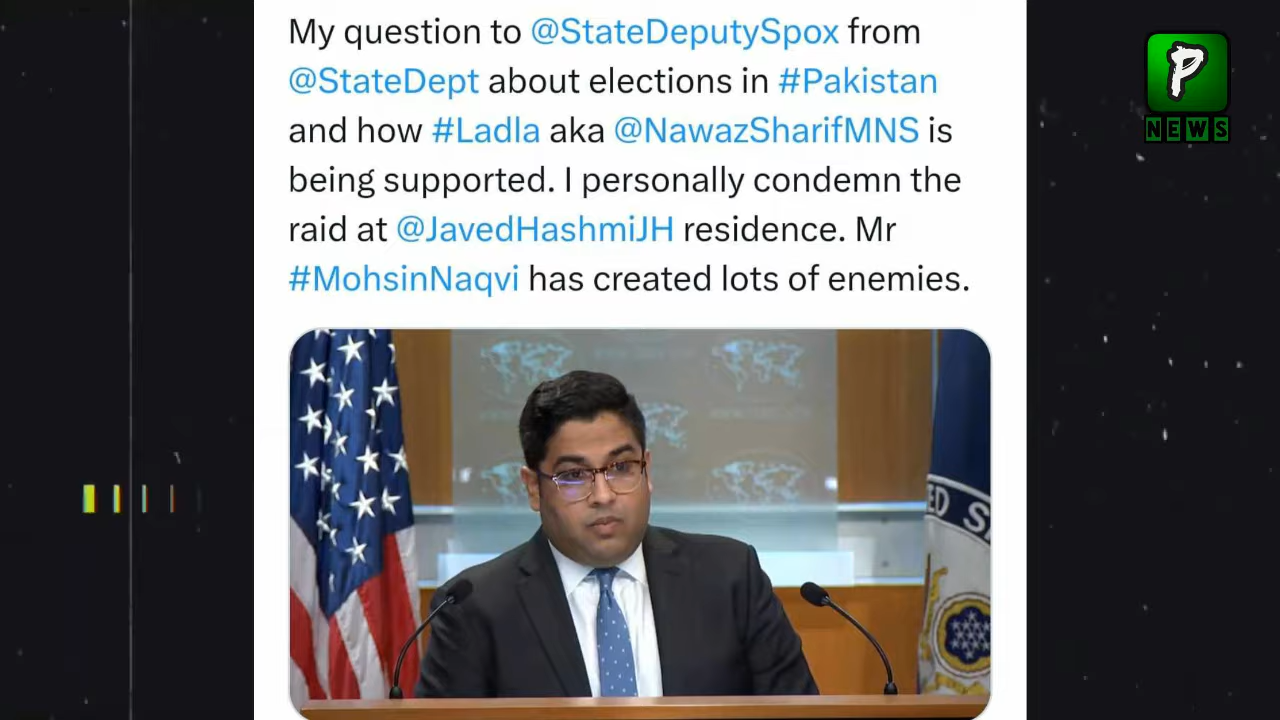 My question to @StateDeputySpox from
@StateDept about elections in #Pakistan
and how #Ladla aka @NawazSharifMNS is
being supported. I personally condemn the
raid at @JavedHashmiJH residence. Mr
#MohsinNaqvi has created lots of enemies.
P
NEWS
ED S